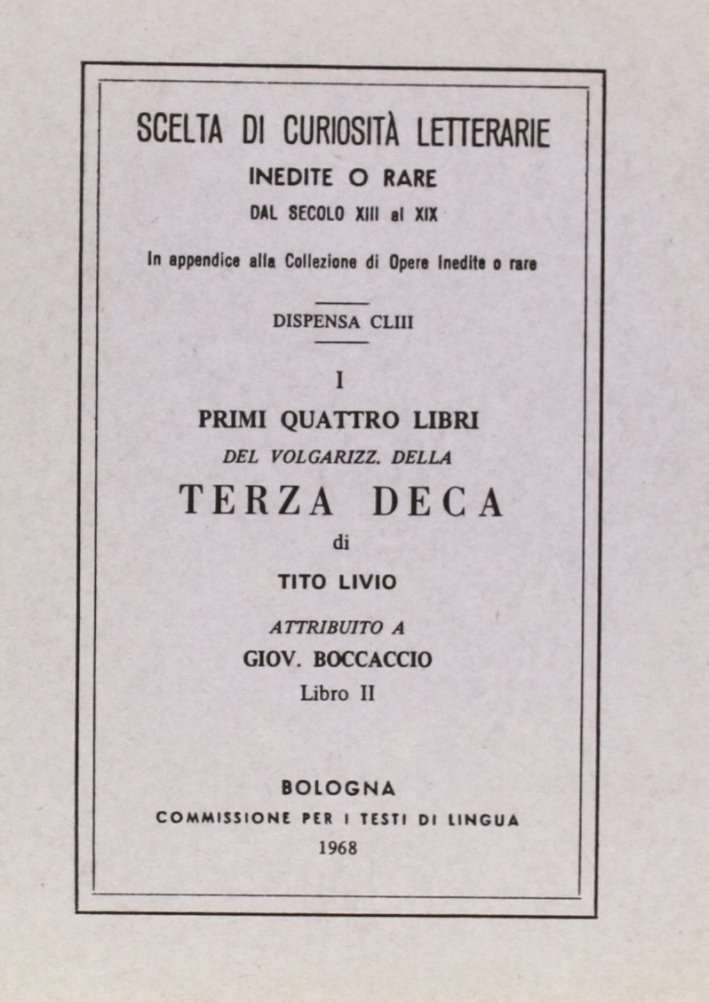 SCELTA DI CURIOSITÀ LETTERARIE
INEDITE O RARE
DAL SECOLO XIII al XIX
In appendice alla Collezione di Opere Inedite o rare
DISPENSA CLIII
I
PRIMI QUATTRO LIBRI
DEL VOLGARIZZ. DELLA
TERZA DECA
di
TITO LIVIO
ATTRIBUITO A
GIOV. BOCCACCIO
Libro II
BOLOGNA
COMMISSIONE PER I TESTI DI LINGUA
1968